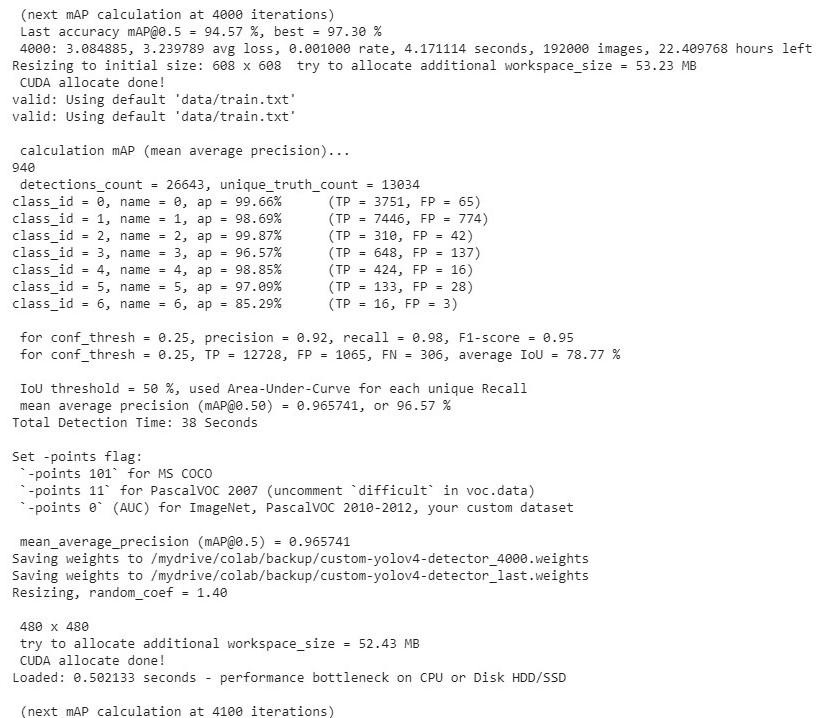 (next mAP calculation at 4000 iterations)
Last accuracy mAP@0.5 = 94.57 %, best = 97.30 %
4000: 3.084885, 3.239789 avg loss, 0.001000 rate, 4.171114 seconds, 192000 images, 22.409768 hours left
Resizing to initial size: 608 x 608  try to allocate additional workspace_size = 53.23 MB
CUDA allocate done!
valid: Using default 'data/train.txt'
valid: Using default 'data/train.txt'
calculation mAP (mean average precision)...
940
detections_count = 26643, unique_truth_count = 13034
class_id = 0, name = 0, ap = 99.66%      (TP = 3751, FP = 65)
class_id = 1, name = 1, ap = 98.69%      (TP = 7446, FP = 774)
class_id = 2, name = 2, ap = 99.87%      (TP = 310, FP = 42)
class_id = 3, name = 3, ap = 96.57%      (TP = 648, FP = 137)
class_id = 4, name = 4, ap = 98.85%      (TP = 424, FP = 16)
class_id = 5, name = 5, ap = 97.09%      (TP = 133, FP = 28)
class_id = 6, name = 6, ap = 85.29%      (TP = 16, FP = 3)
for conf_thresh = 0.25, precision = 0.92, recall = 0.98, F1-score = 0.95
for conf_thresh = 0.25, TP = 12728, FP = 1065, FN = 306, average IoU = 78.77 %
IoU threshold = 50 %, used Area-Under-Curve for each unique Recall
mean average precision (mAP@0.50) = 0.965741, or 96.57 %
Total Detection Time: 38 Seconds
Set -points flag:
`-points 101` for MS COCO
`-points 11` for PascalVOC 2007 (uncomment `difficult` in voc.data)
`-points 0` (AUC) for ImageNet, PascalVOC 2010-2012, your custom dataset
mean_average_precision (mAP@0.5) = 0.965741
Saving weights to /mydrive/colab/backup/custom-yolov4-detector_4000.weights
Saving weights to /mydrive/colab/backup/custom-yolov4-detector_last.weights
Resizing, random_coef = 1.40
480 x 480
try to allocate additional workspace_size = 52.43 MB
CUDA allocate done!
Loaded: 0.502133 seconds - performance bottleneck on CPU or Disk HDD/SSD
(next mAP calculation at 4100 iterations)